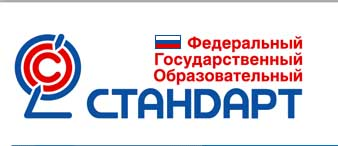 Федеральный
Государственный
Образовательный
СТАНДАРТ